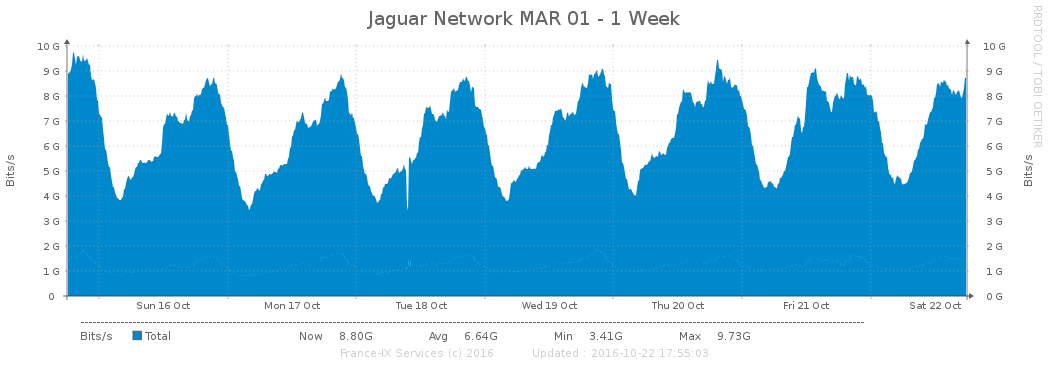 Jaguar Network MAR 01 - 1 Week
RRDTOOL / TOBI OETIKER
Bits/s
10 G 10 G
9 G 9 G
8 G 8 G
7 G 7 G
6 G 6 G
5 G 5 G
4 G 4 G
3 G 3 G
2 G 2 G
1 G 1 G
0 0 G
Bits/s
Sun 16 Oct Mon 17 Oct Tue 18 Oct Wed 19 Oct Thu 20 Oct Fri 21 Oct Sat 22 Oct
Bits/s Total Now 8.80G Avg 6.64G Min 3.41G Max 9.73G
France-IX Services (c) 2016 Updated : 2016-10-22 17:55:03